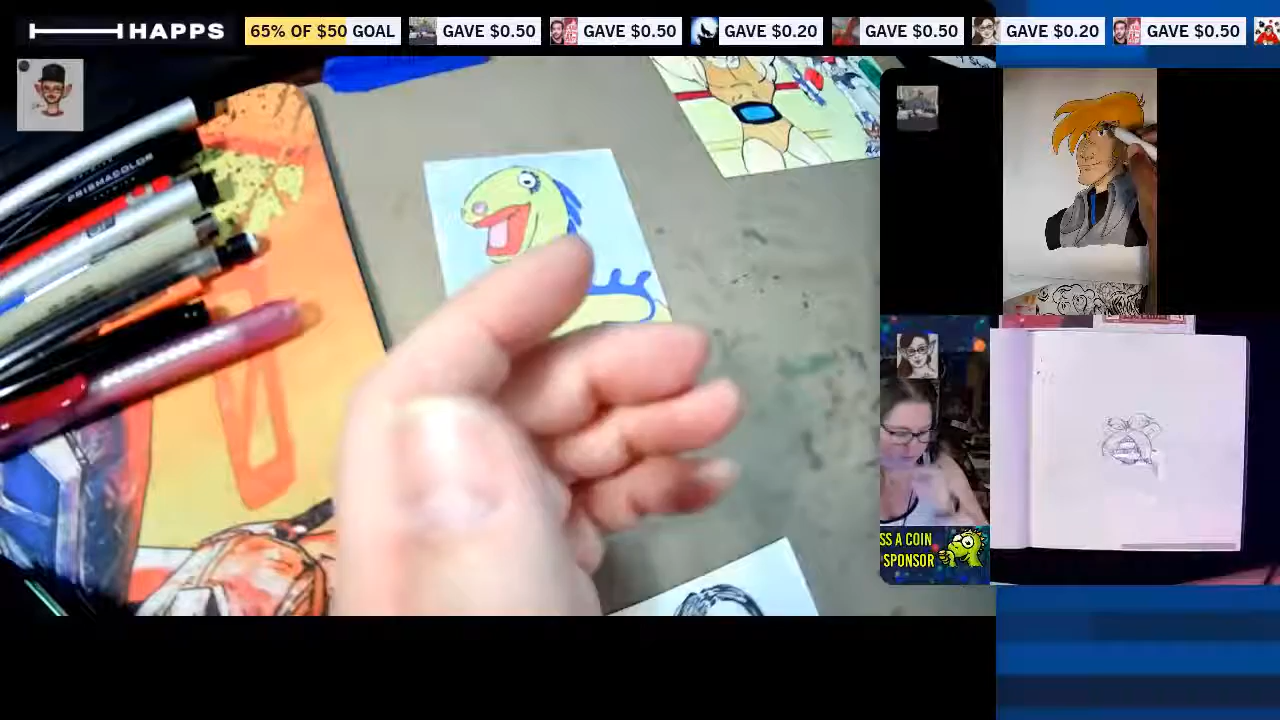 HAPPS 65% OF $50 GOAL GAVE $0.50 GAVE $0.50 GAVE $0.20 GAVE $0.50 GAVE $0.20 GAVE $0.50
PRISMACOLOR
SS A COIN
SPONSOR